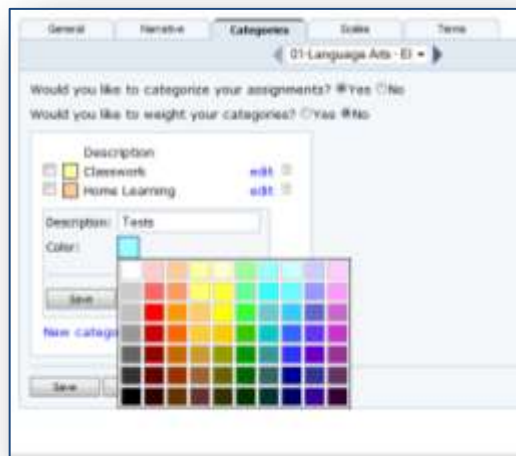 General Narrative Categories Scales Terms
01-Language Arts - El
Would you like to categorize your assignments? Yes No
Would you like to weight your categories? Yes No
Description
Classwork edit
Home Learning edit
Description: Tests
Color:
Save
New catego
Save